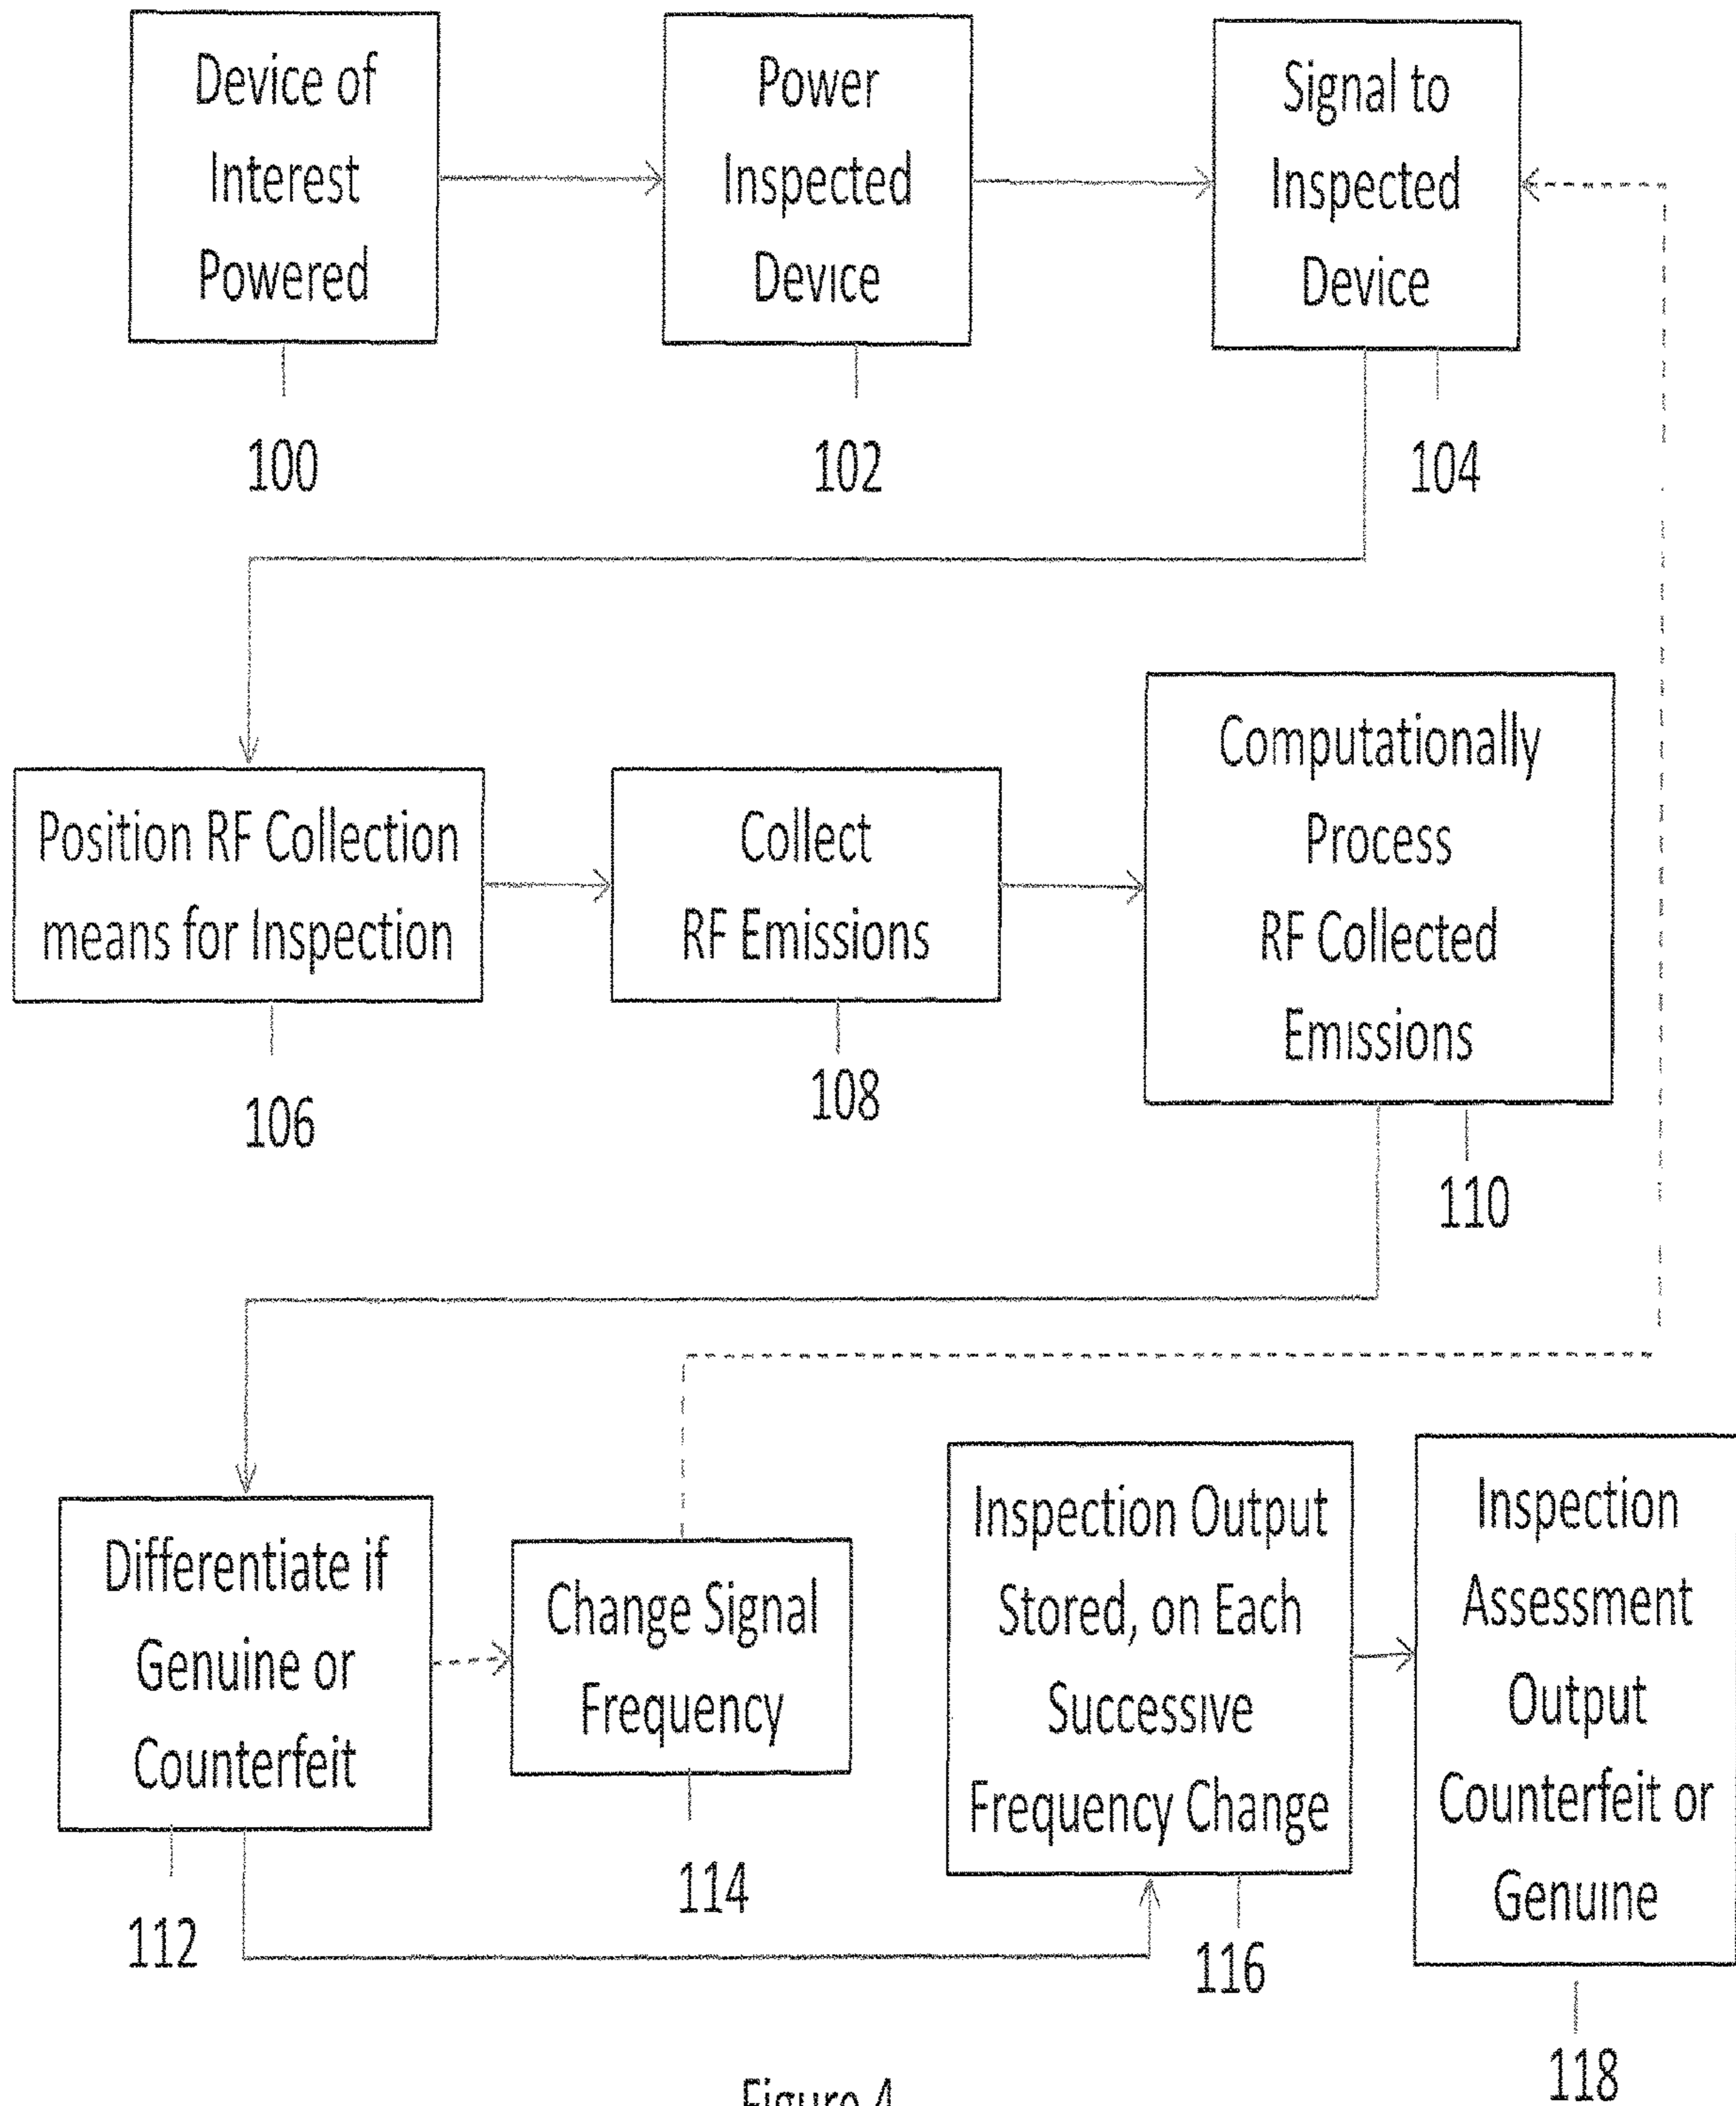 Device of
Interest
Powered
100
Power
Inspected
Device
102
Signal to
Inspected
Device
104
Position RF Collection
means for Inspection
106
Collect
RF Emissions
108
Computationally
Process
RF Collected
Emissions
110
Differentiate if
Genuine or
Counterfeit
112
Change Signal
Frequency
114
Inspection Output
Stored, on Each
Successive
Frequency Change
116
Inspection
Assessment
Output
Counterfeit or
Genuine
118
Figure 4